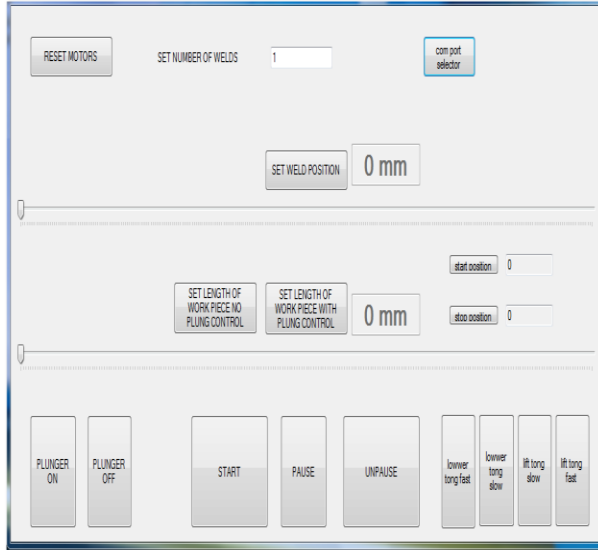 RESET MOTORS
SET NUMBER OF WELDS
1
com port
selector
SET WELD POSITION
0 mm
start position
0
SET LENGTH OF
WORK PIECE NO
PLUNG CONTROL
SET LENGTH OF
WORK PIECE WITH
PLUNG CONTROL
0 mm
stop position
0
PLUNGER
ON
PLUNGER
OFF
START
PAUSE
UNPAUSE
lowwer
tong fast
lowwer
tong
slow
lift tong
slow
lift tong
fast